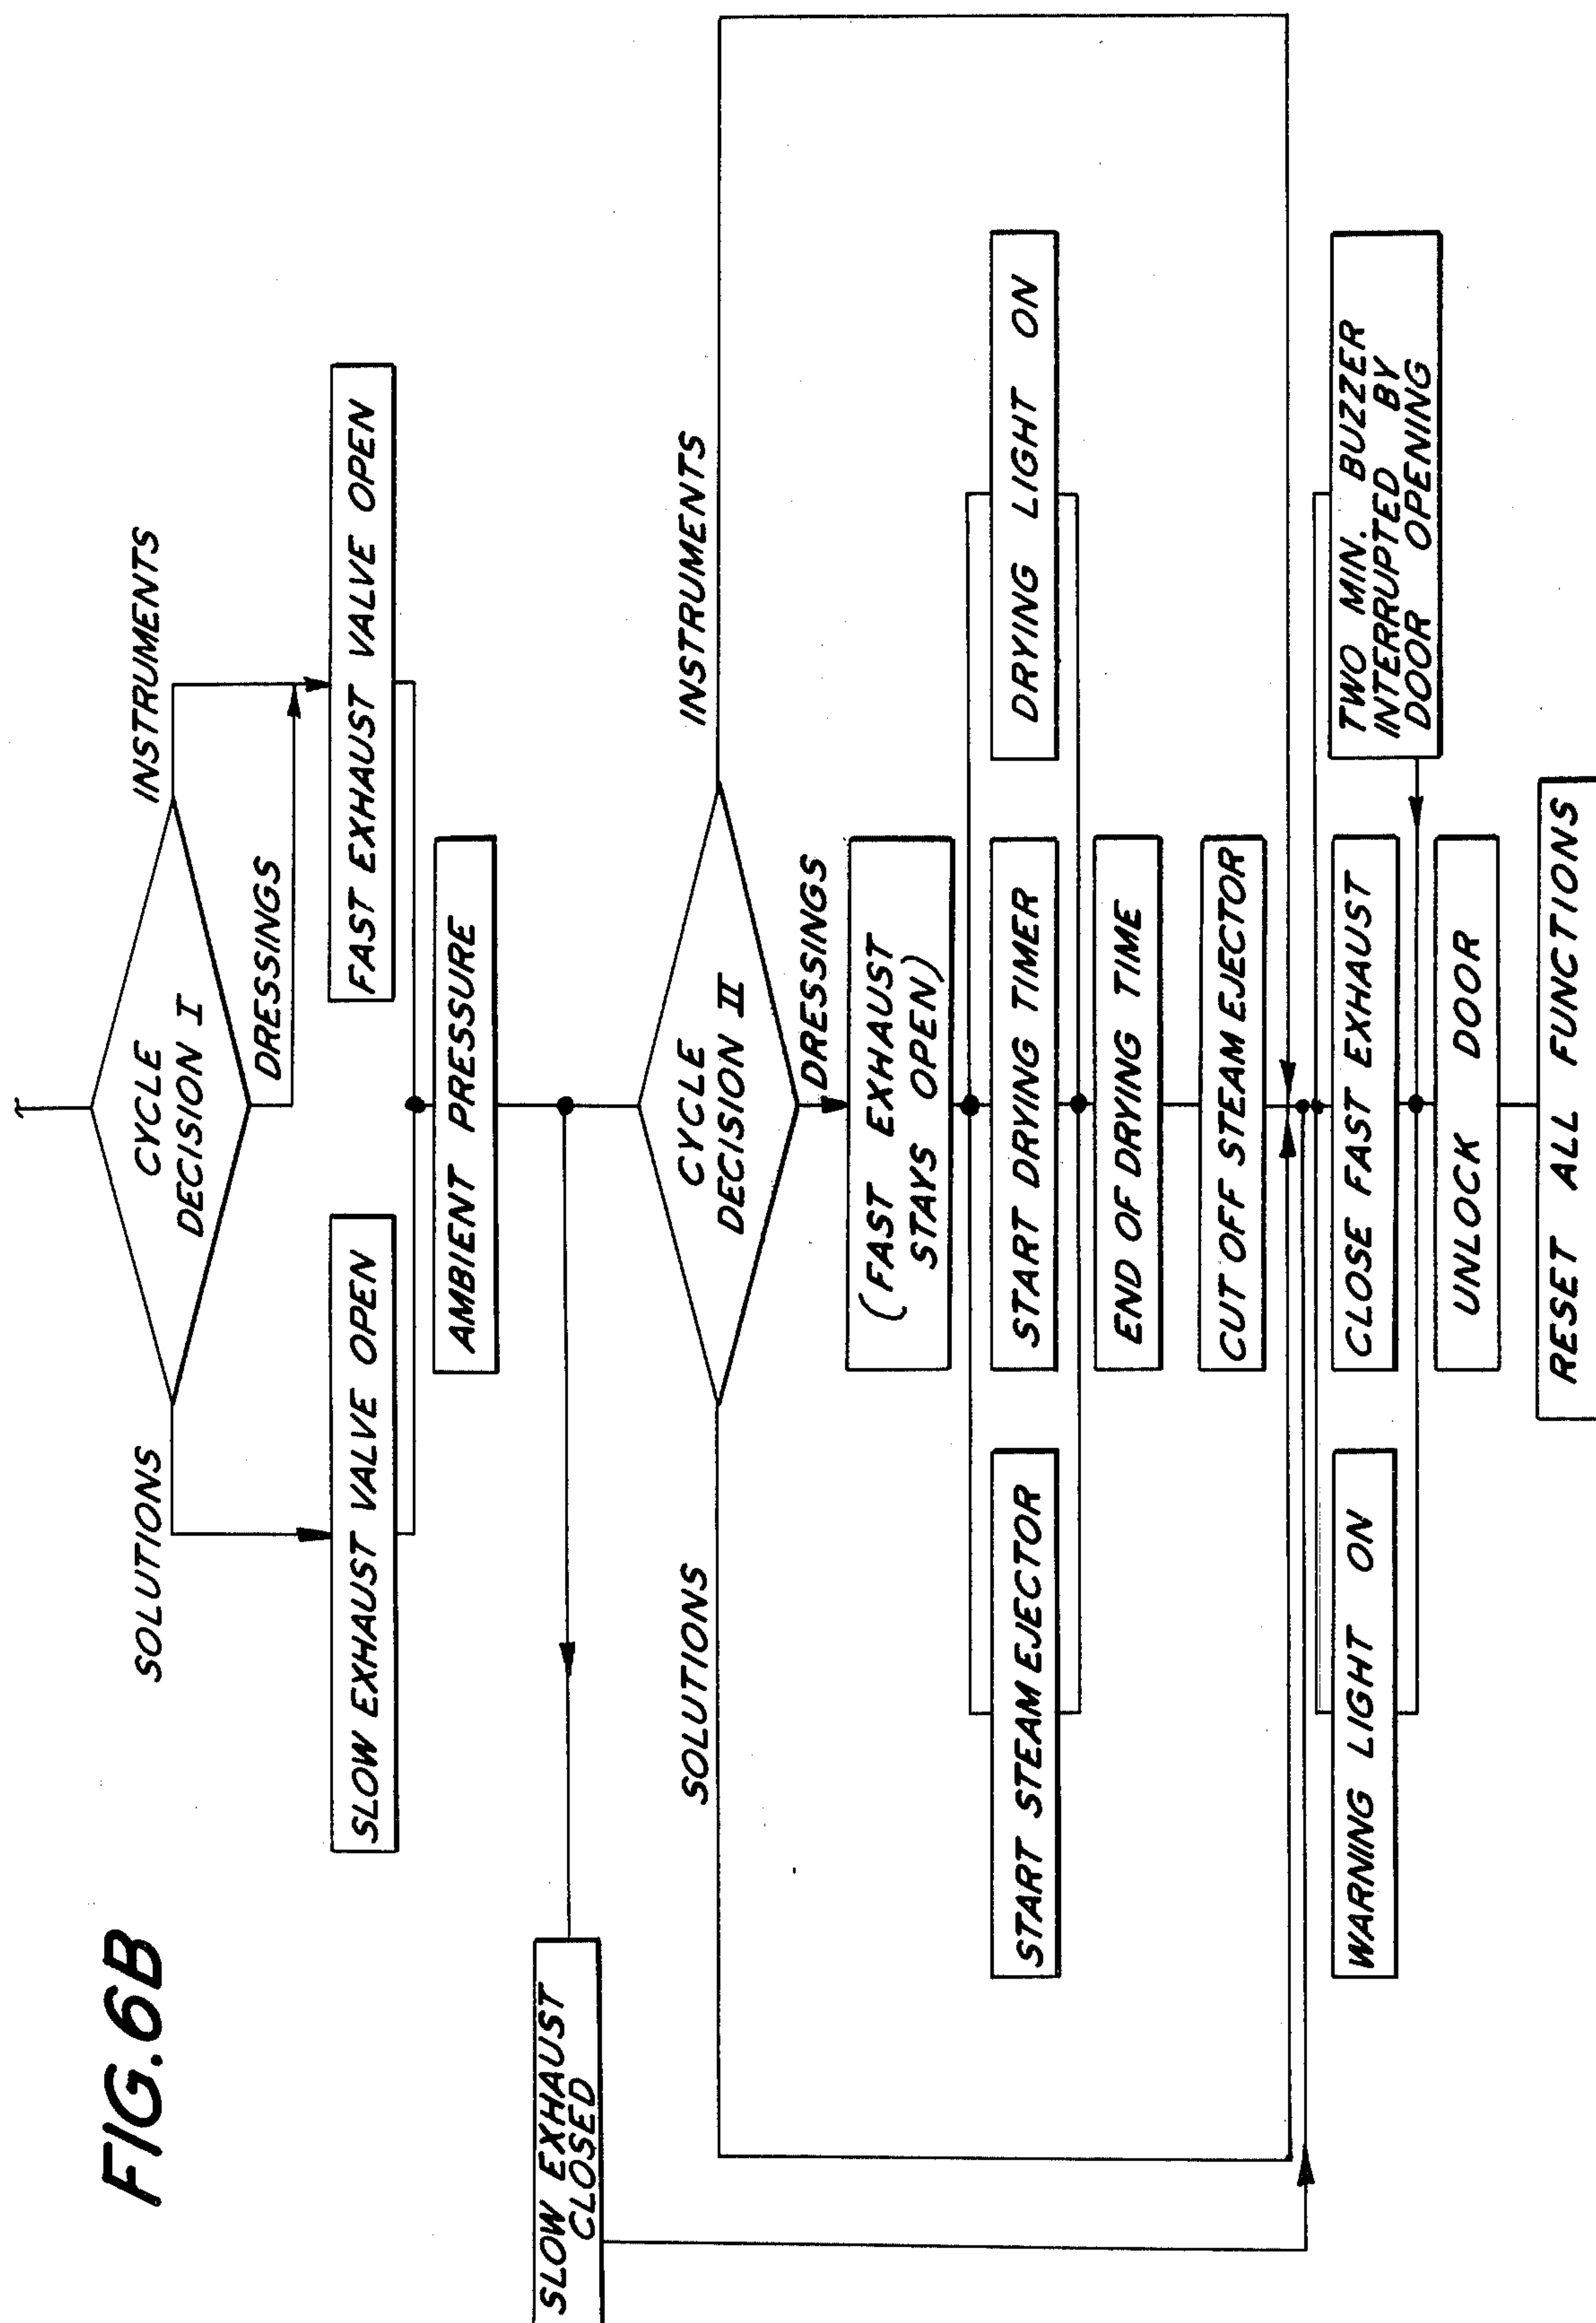 FIG.6B
CYCLE
DECISION I
SOLUTIONS
DRESSINGS
INSTRUMENTS
SLOW EXHAUST VALVE OPEN
FAST EXHAUST VALVE OPEN
AMBIENT PRESSURE
SLOW EXHAUST
CLOSED
CYCLE
DECISION II
SOLUTIONS
DRESSINGS
INSTRUMENTS
(FAST EXHAUST
STAYS OPEN)
START STEAM EJECTOR
START DRYING TIMER
DRYING LIGHT ON
END OF DRYING TIME
CUT OFF STEAM EJECTOR
WARNING LIGHT ON
CLOSE FAST EXHAUST
TWO MIN. BUZZER
INTERRUPTED BY
DOOR OPENING
UNLOCK DOOR
RESET ALL FUNCTIONS